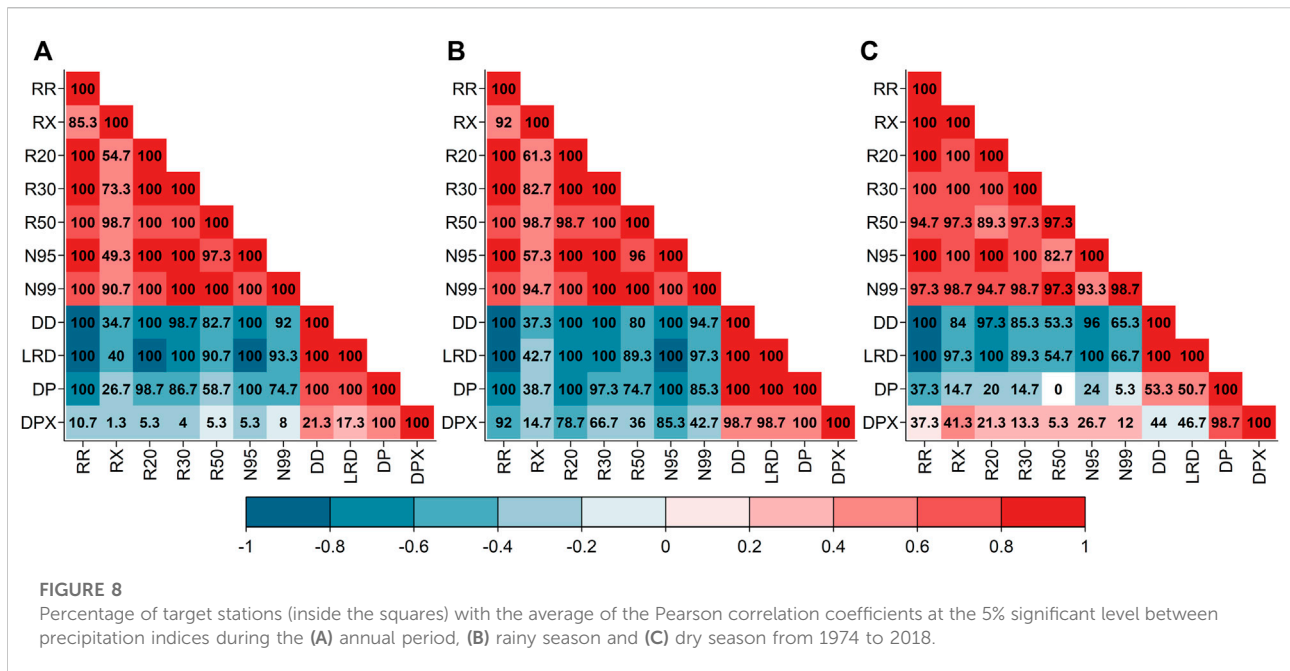 A
B
C
RR 100
RX 85.3 100
R20 100 54.7 100
R30 100 73.3 100 100
R50 100 98.7 100 100 100
N95 100 49.3 100 100 97.3 100
N99 100 90.7 100 100 100 100 100
DD 100 34.7 100 98.7 82.7 100 92 100
LRD 100 40 100 100 90.7 100 93.3 100 100
DP 100 26.7 98.7 86.7 58.7 100 74.7 100 100 100
DPX 10.7 1.3 5.3 4 5.3 5.3 8 21.3 17.3 100 100
RR RX R20 R30 R50 N95 N99 DD LRD DP DPX
RR 100
RX 92 100
R20 100 61.3 100
R30 100 82.7 100 100
R50 100 98.7 98.7 100 100
N95 100 57.3 100 100 96 100
N99 100 94.7 100 100 100 100 100
DD 100 37.3 100 100 80 100 94.7 100
LRD 100 42.7 100 100 89.3 100 97.3 100 100
DP 100 38.7 100 97.3 74.7 100 85.3 100 100 100
DPX 92 14.7 78.7 66.7 36 85.3 42.7 98.7 98.7 100 100
RR RX R20 R30 R50 N95 N99 DD LRD DP DPX
RR 100
RX 100 100
R20 100 100 100
R30 100 100 100 100
R50 94.7 97.3 89.3 97.3 97.3
N95 100 100 100 100 82.7 100
N99 97.3 98.7 94.7 98.7 97.3 93.3 98.7
DD 100 84 97.3 85.3 53.3 96 65.3 100
LRD 100 97.3 100 89.3 54.7 100 66.7 100 100
DP 37.3 14.7 20 14.7 0 24 5.3 53.3 50.7 100
DPX 37.3 41.3 21.3 13.3 5.3 26.7 12 44 46.7 98.7 100
RR RX R20 R30 R50 N95 N99 DD LRD DP DPX
-1 -0.8 -0.6 -0.4 -0.2 0 0.2 0.4 0.6 0.8 1
FIGURE 8
Percentage of target stations (inside the squares) with the average of the Pearson correlation coefficients at the 5% significant level between
precipitation indices during the (A) annual period, (B) rainy season and (C) dry season from 1974 to 2018.